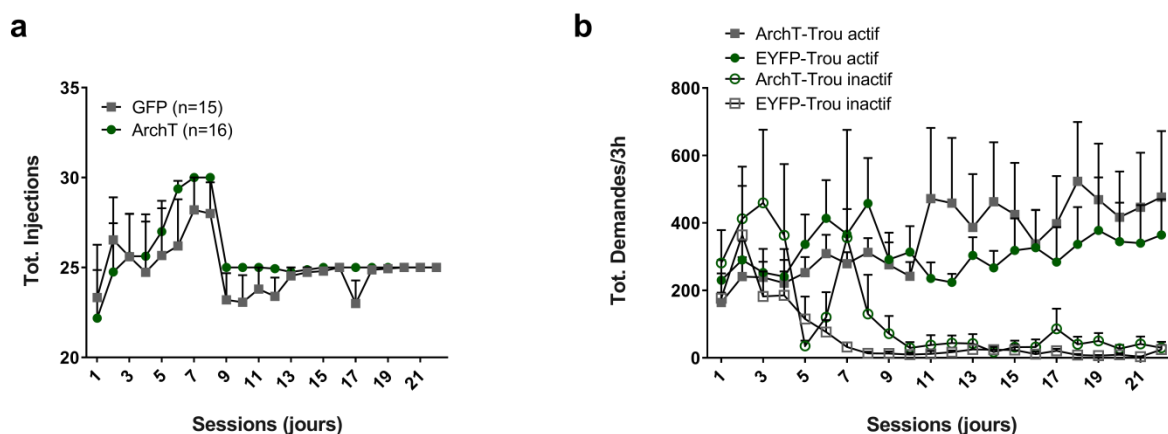 a
35
30
25
20
Tot. Injections
GFP (n=15)
ArchT (n=16)
1
3
5
7
9
11
13
15
17
19
21
Sessions (jours)
b
ArchT-Trou actif
EYFP-Trou actif
ArchT-Trou inactif
EYFP-Trou inactif
800
600
400
200
0
Tot. Demandes/3h
1
3
5
7
9
11
13
15
17
19
21
Sessions (jours)